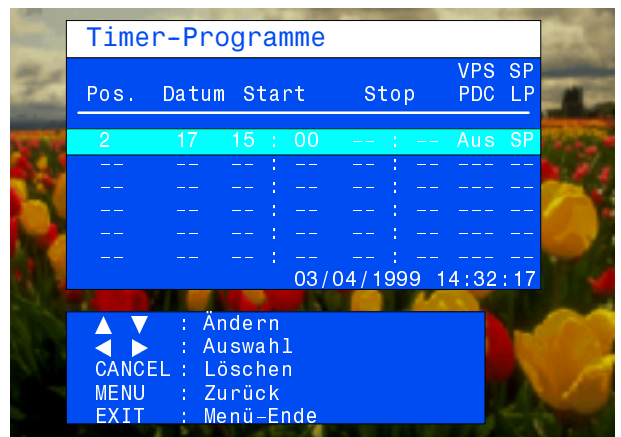 Timer-Programme
VPS SP
Pos. Datum Start Stop PDC LP
2 17 15 : 00 -- : -- Aus SP
-- -- -- : -- -- : -- --- --
-- -- -- : -- -- : -- --- --
-- -- -- : -- -- : -- --- --
-- -- -- : -- -- : -- --- --
-- -- -- : -- -- : -- --- --
03/04/1999 14:32:17
▲ ▼ : Ändern
◀ ▶ : Auswahl
CANCEL : Löschen
MENU : Zurück
EXIT : Menü-Ende